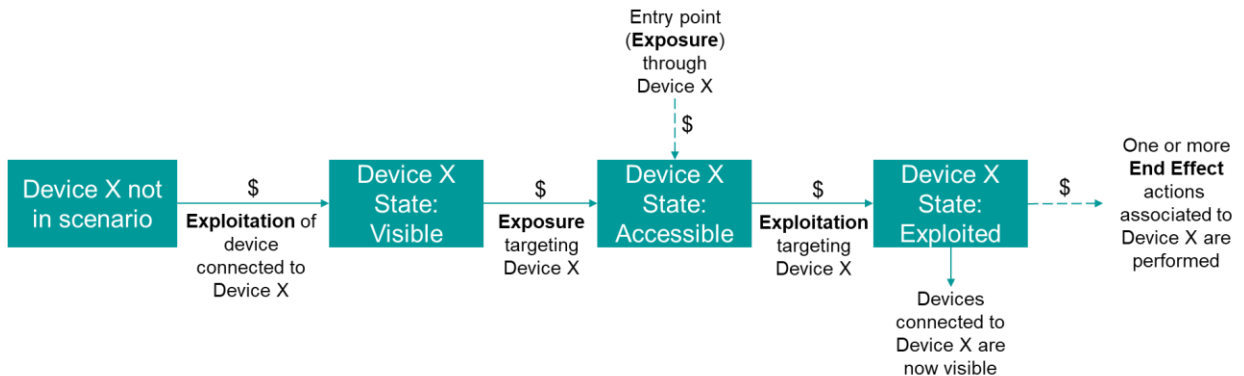 Entry point
(Exposure)
through
Device X
$
Device X not
in scenario
$
Exploitation of
device
connected to
Device X
Device X
State:
Visible
$
Exposure
targeting
Device X
Device X
State:
Accessible
$
Exploitation
targeting
Device X
Device X
State:
Exploited
$
One or more
End Effect
actions
associated to
Device X are
performed
Devices
connected to
Device X are
now visible